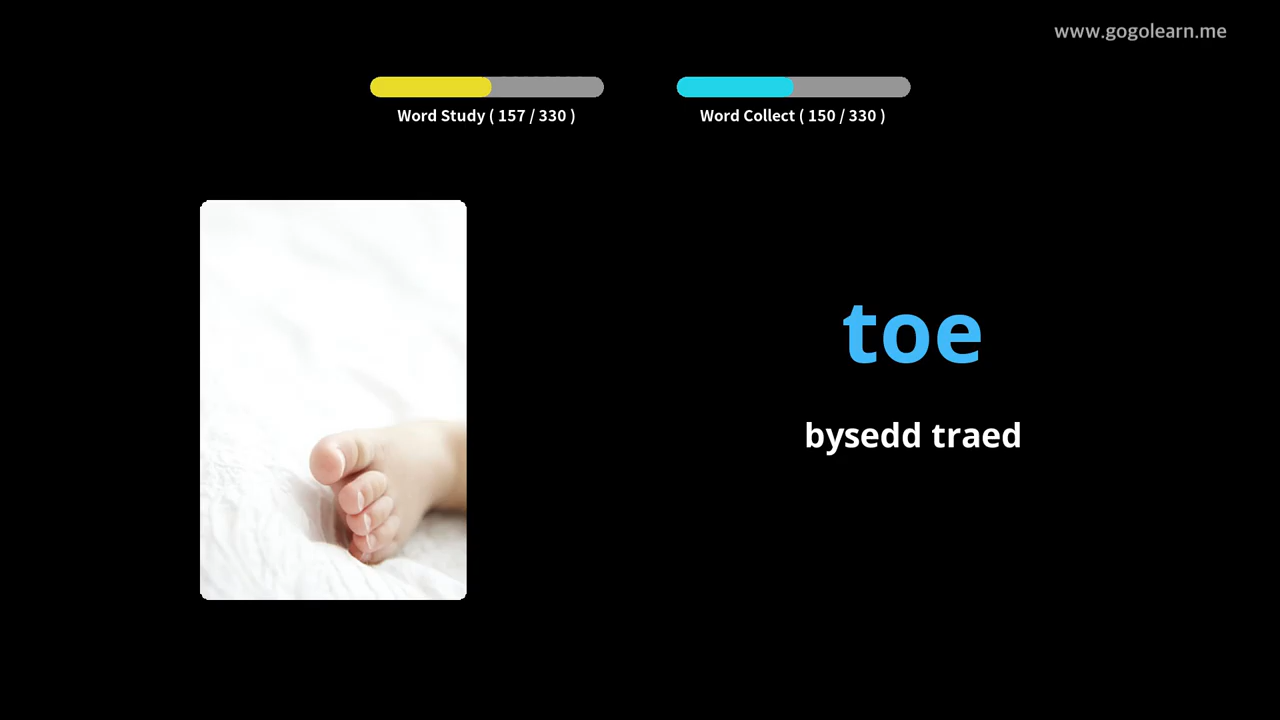 www.gogolearn.me
Word Study ( 157 / 330 )
Word Collect ( 150 / 330 )
toe
bysedd traed